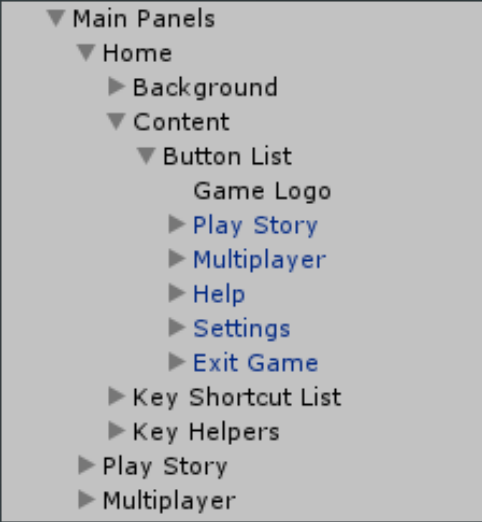 Main Panels
Home
Background
Content
Button List
Game Logo
Play Story
Multiplayer
Help
Settings
Exit Game
Key Shortcut List
Key Helpers
Play Story
Multiplayer